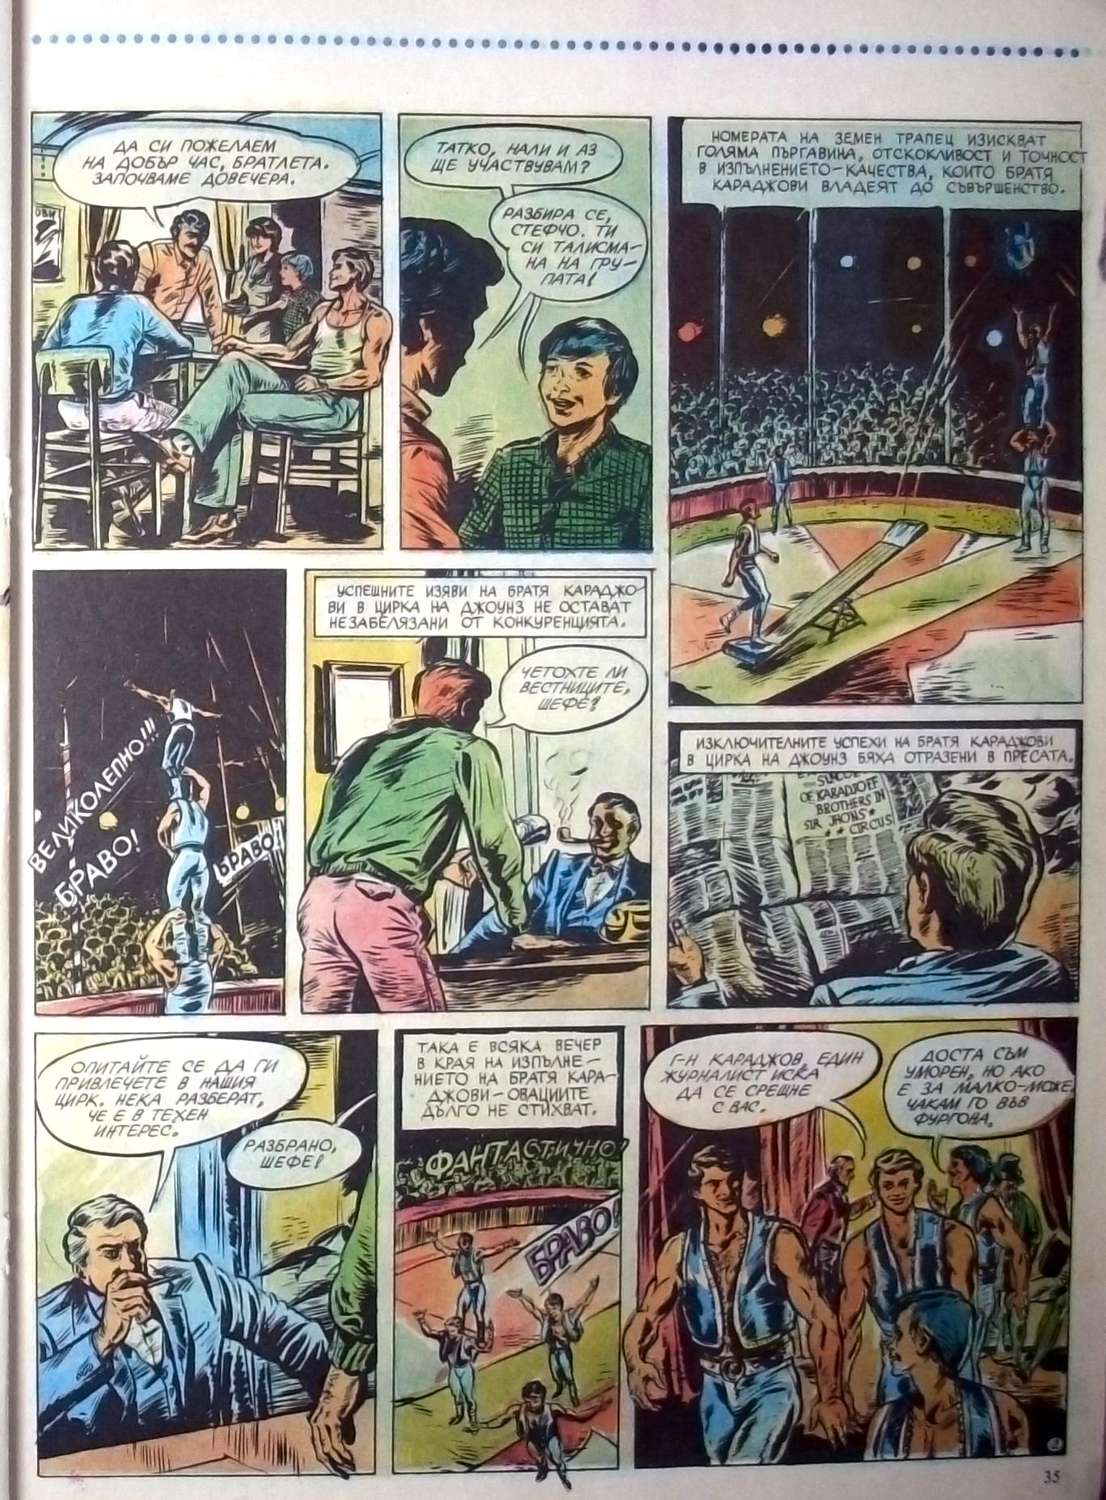 ДА СИ ПОЖЕЛАЕМ
НА ДОБЪР ЧАС, БРАТЛЕТА.
ЗАПОЧВАМЕ ДОВЕЧЕРА.
ОВИ
ТАТКО, НАЛИ И АЗ
ЩЕ УЧАСТВУВАМ?
РАЗБИРА СЕ,
СТЕФЧО. ТИ
СИ ТАЛИСМА-
НА НА ГРУ-
ПАТА!
НОМЕРАТА НА ЗЕМЕН ТРАПЕЦ ИЗИСКВАТ
ГОЛЯМА ПЪРГАВИНА, ОТСКОКЛИВОСТ И ТОЧНОСТ
В ИЗПЪЛНЕНИЕТО-КАЧЕСТВА, КОИТО БРАТЯ
КАРАДЖОВИ ВЛАДЕЯТ ДО СЪВЪРШЕНСТВО.
ВЕЛИКОЛЕПНО!!!
БРАВО!
БРАВО!
УСПЕШНИТЕ ИЗЯВИ НА БРАТЯ КАРАДЖО-
ВИ В ЦИРКА НА ДЖОУНЗ НЕ ОСТАВАТ
НЕЗАБЕЛЯЗАНИ ОТ КОНКУРЕНЦИЯТА.
ЧЕТОХТЕ ЛИ
ВЕСТНИЦИТЕ,
ШЕФЕ?
ИЗКЛЮЧИТЕЛНИТЕ УСПЕХИ НА БРАТЯ КАРАДЖОВИ
В ЦИРКА НА ДЖОУНЗ БЯХА ОТРАЗЕНИ В ПРЕСАТА.
OF KARADJOFF
BROTHERS IN
SIR JHONS
CIRCUS
ОПИТАЙТЕ СЕ ДА ГИ
ПРИВЛЕЧЕТЕ В НАШИЯ
ЦИРК. НЕКА РАЗБЕРАТ,
ЧЕ Е В ТЕХЕН
ИНТЕРЕС.
РАЗБРАНО,
ШЕФЕ!
ТАКА Е ВСЯКА ВЕЧЕР
В КРАЯ НА ИЗПЪЛНЕ-
НИЕТО НА БРАТЯ КАРА-
ДЖОВИ-ОВАЦИИТЕ
ДЪЛГО НЕ СТИХВАТ.
ФАНТАСТИЧНО!
БРАВО!
Г-Н КАРАДЖОВ, ЕДИН
ЖУРНАЛИСТ ИСКА
ДА СЕ СРЕЩНЕ
С ВАС.
ДОСТА СЪМ
УМОРЕН, НО АКО
Е ЗА МАЛКО-МОЖЕ.
ЧАКАМ ГО ВЪВ
ФУРГОНА.
2
35